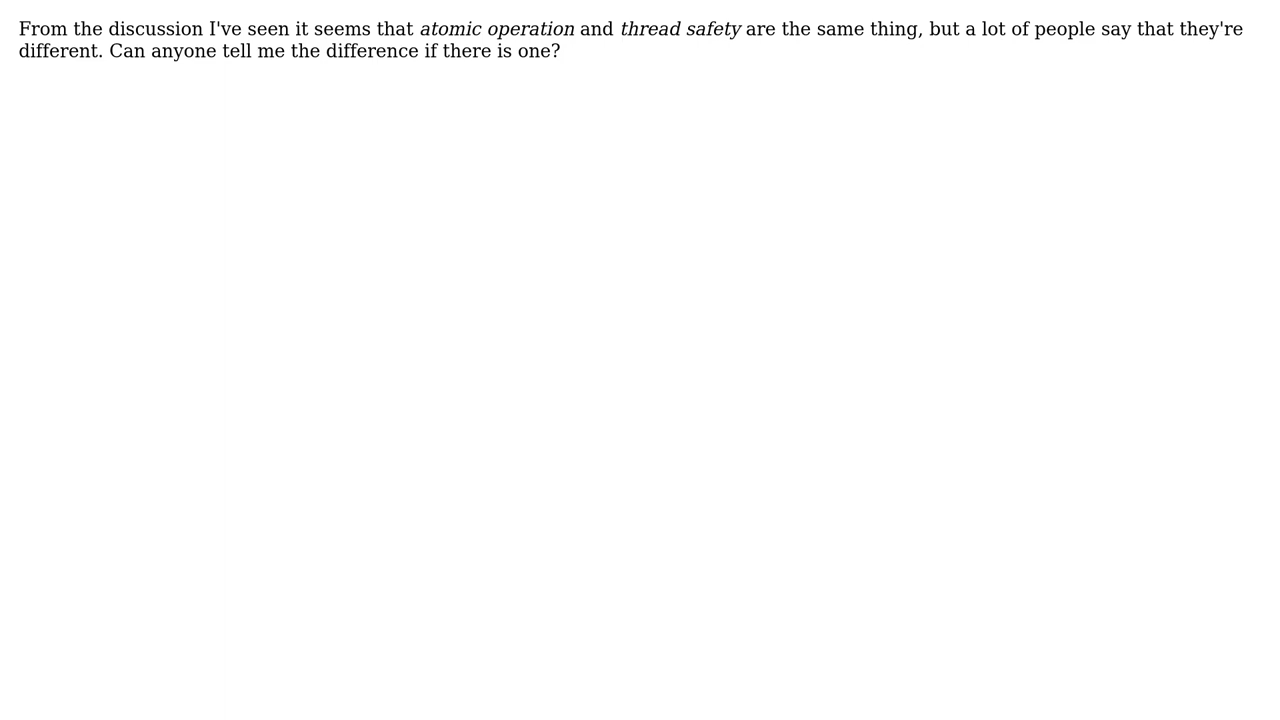 From the discussion I've seen it seems that atomic operation and thread safety are the same thing, but a lot of people say that they're
different. Can anyone tell me the difference if there is one?